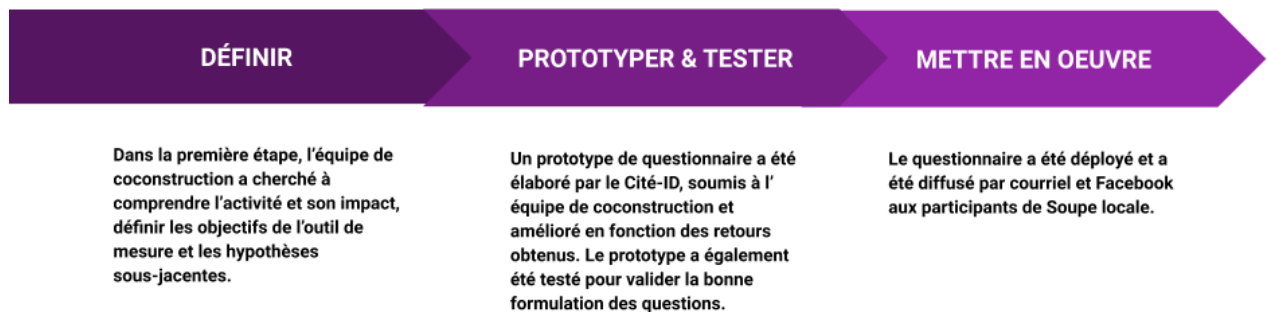 DÉFINIR
PROTOTYPER & TESTER
METTRE EN OEUVRE
Dans la première étape, l'équipe de
coconstruction a cherché à
comprendre l'activité et son impact,
définir les objectifs de l'outil de
mesure et les hypothèses
sous-jacentes.
Un prototype de questionnaire a été
élaboré par le Cité-ID, soumis à l'
équipe de coconstruction et
amélioré en fonction des retours
obtenus. Le prototype a également
été testé pour valider la bonne
formulation des questions.
Le questionnaire a été déployé et a
été diffusé par courriel et Facebook
aux participants de Soupe locale.